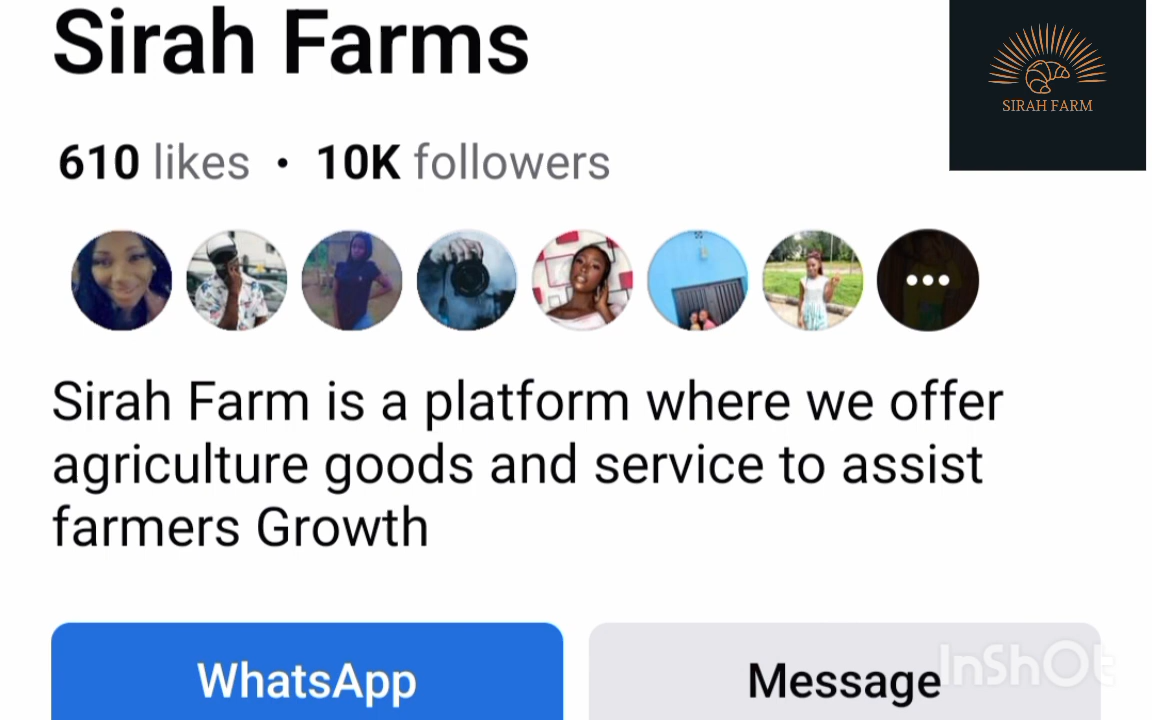 Sirah Farms
SIRAH FARM
610 likes • 10K followers
Sirah Farm is a platform where we offer
agriculture goods and service to assist
farmers Growth
WhatsApp
Message
InShOt